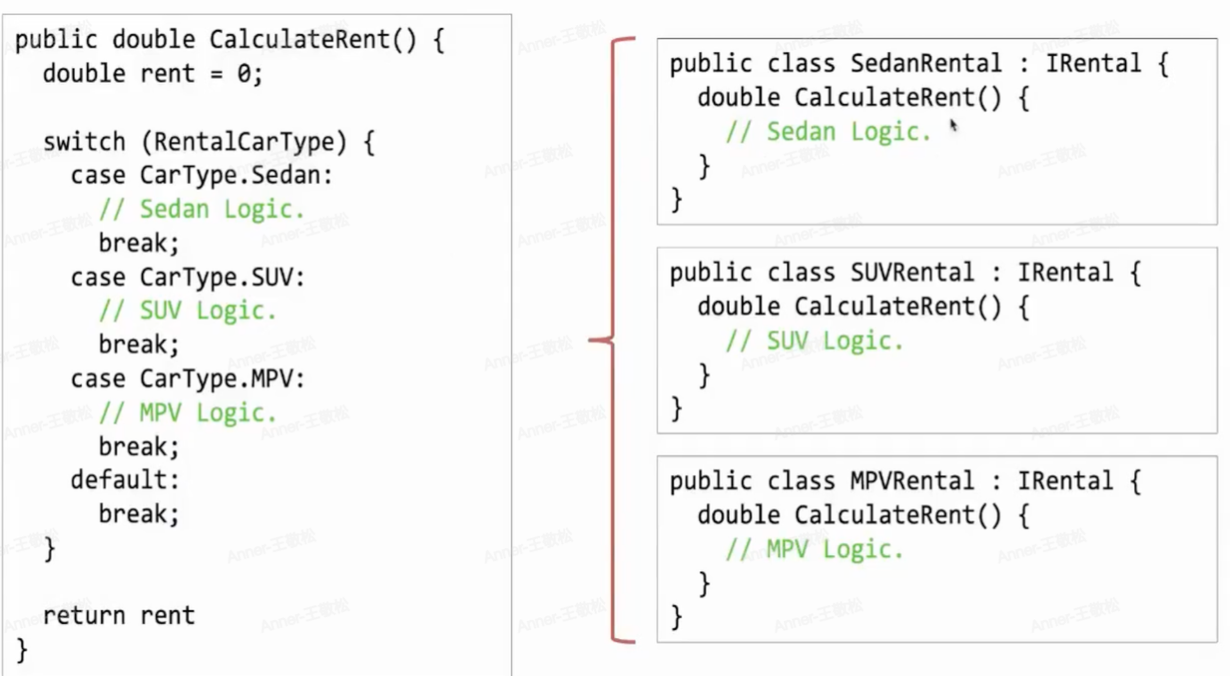 public double CalculateRent() {
double rent = 0;
switch (RentalCarType) {
case CarType.Sedan:
// Sedan Logic.
break;
case CarType.SUV:
// SUV Logic.
break;
case CarType.MPV:
// MPV Logic.
break;
default:
break;
}
return rent
}
public class SedanRental : IRental {
double CalculateRent() {
// Sedan Logic.
}
}
public class SUVRental : IRental {
double CalculateRent() {
// SUV Logic.
}
}
public class MPVRental : IRental {
double CalculateRent() {
// MPV Logic.
}
}
Anner-王敬松